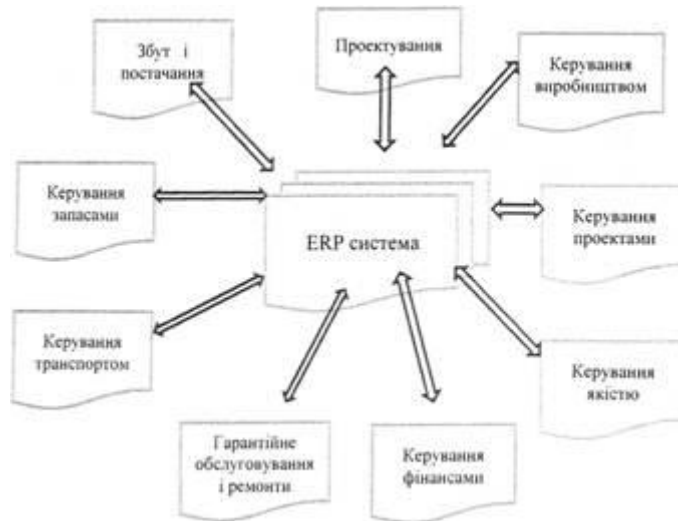 Збут і
постачання
Проектування
Керування
виробництвом
Керування
запасами
ERP система
Керування
проектами
Керування
транспортом
Керування
якістю
Гарантійне
обслуговування
і ремонти
Керування
фінансами